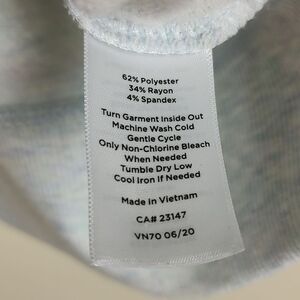 62% Polyester
34% Rayon
4% Spandex
Turn Garment Inside Out
Machine Wash Cold
Gentle Cycle
Only Non-Chlorine Bleach
When Needed
Tumble Dry Low
Cool Iron If Needed
Made in Vietnam
CA# 23147
VN70 06/20